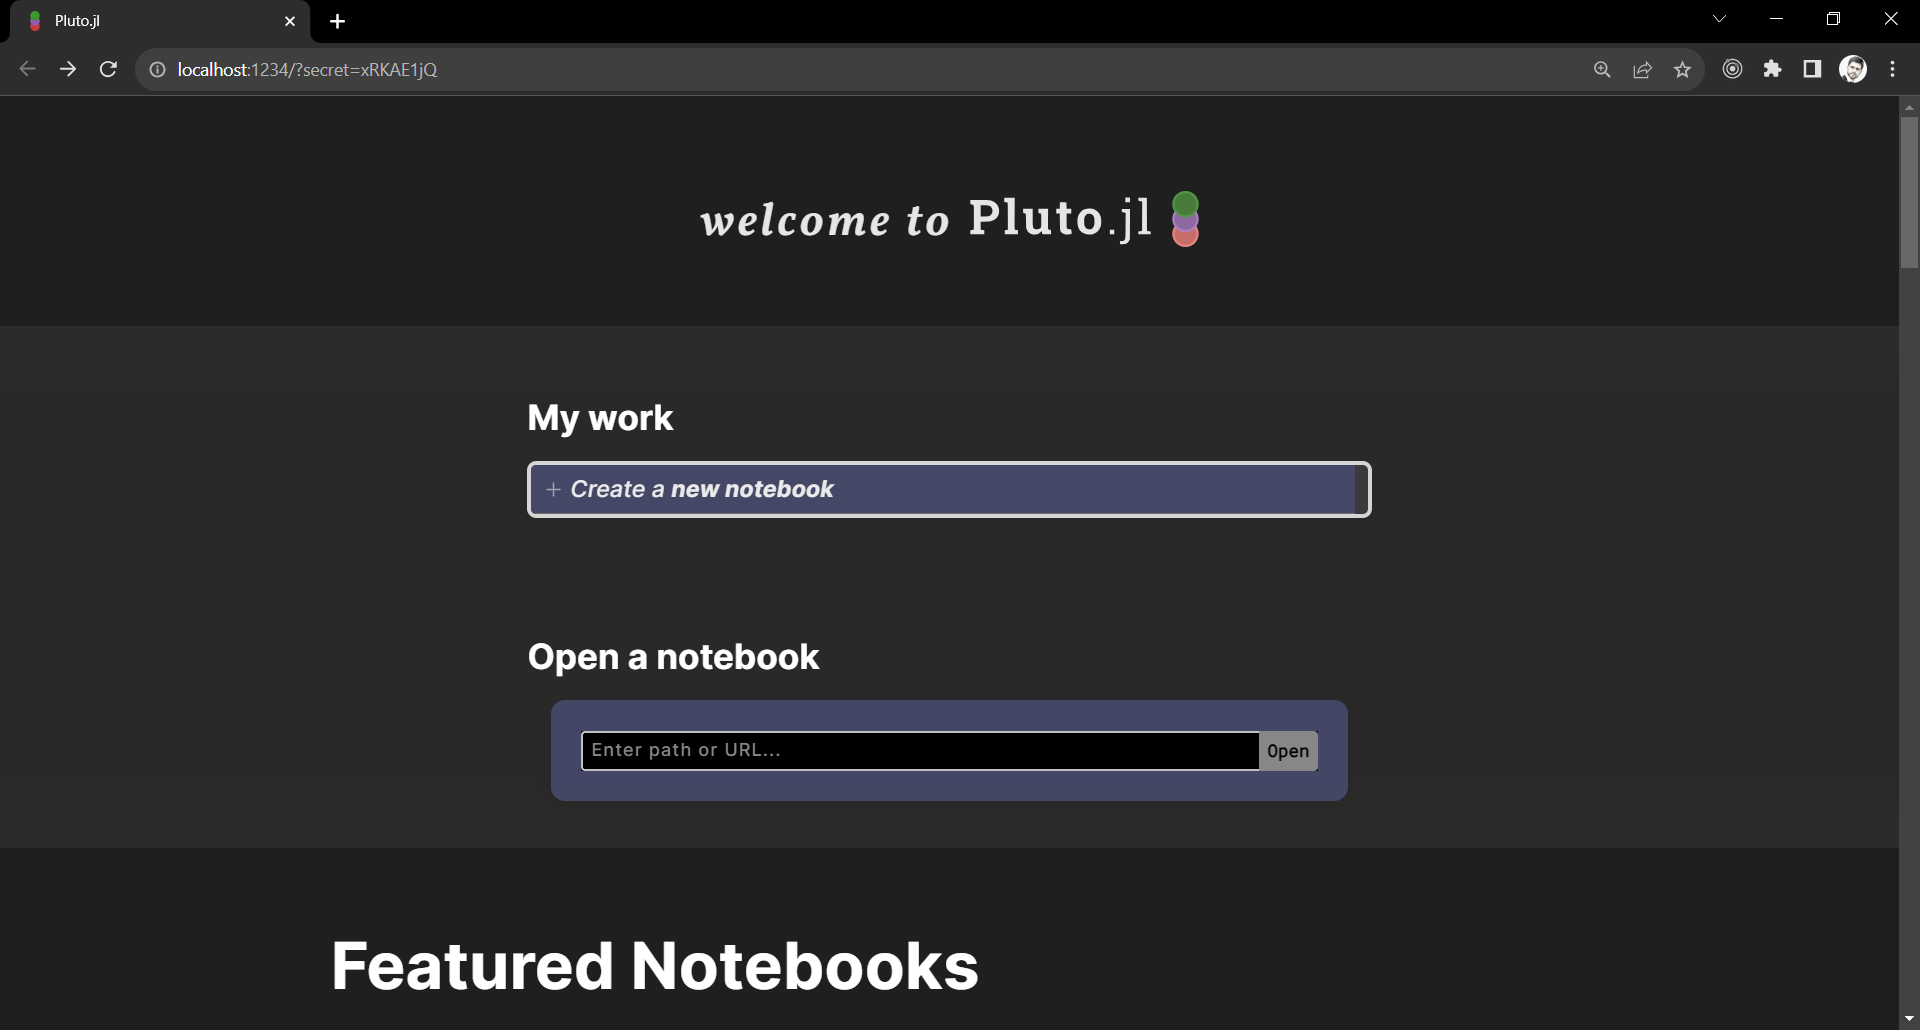 Pluto.jl
localhost:1234/?secret=xRKAE1jQ
welcome to Pluto.jl
My work
+ Create a new notebook
Open a notebook
Enter path or URL... Open
Featured Notebooks